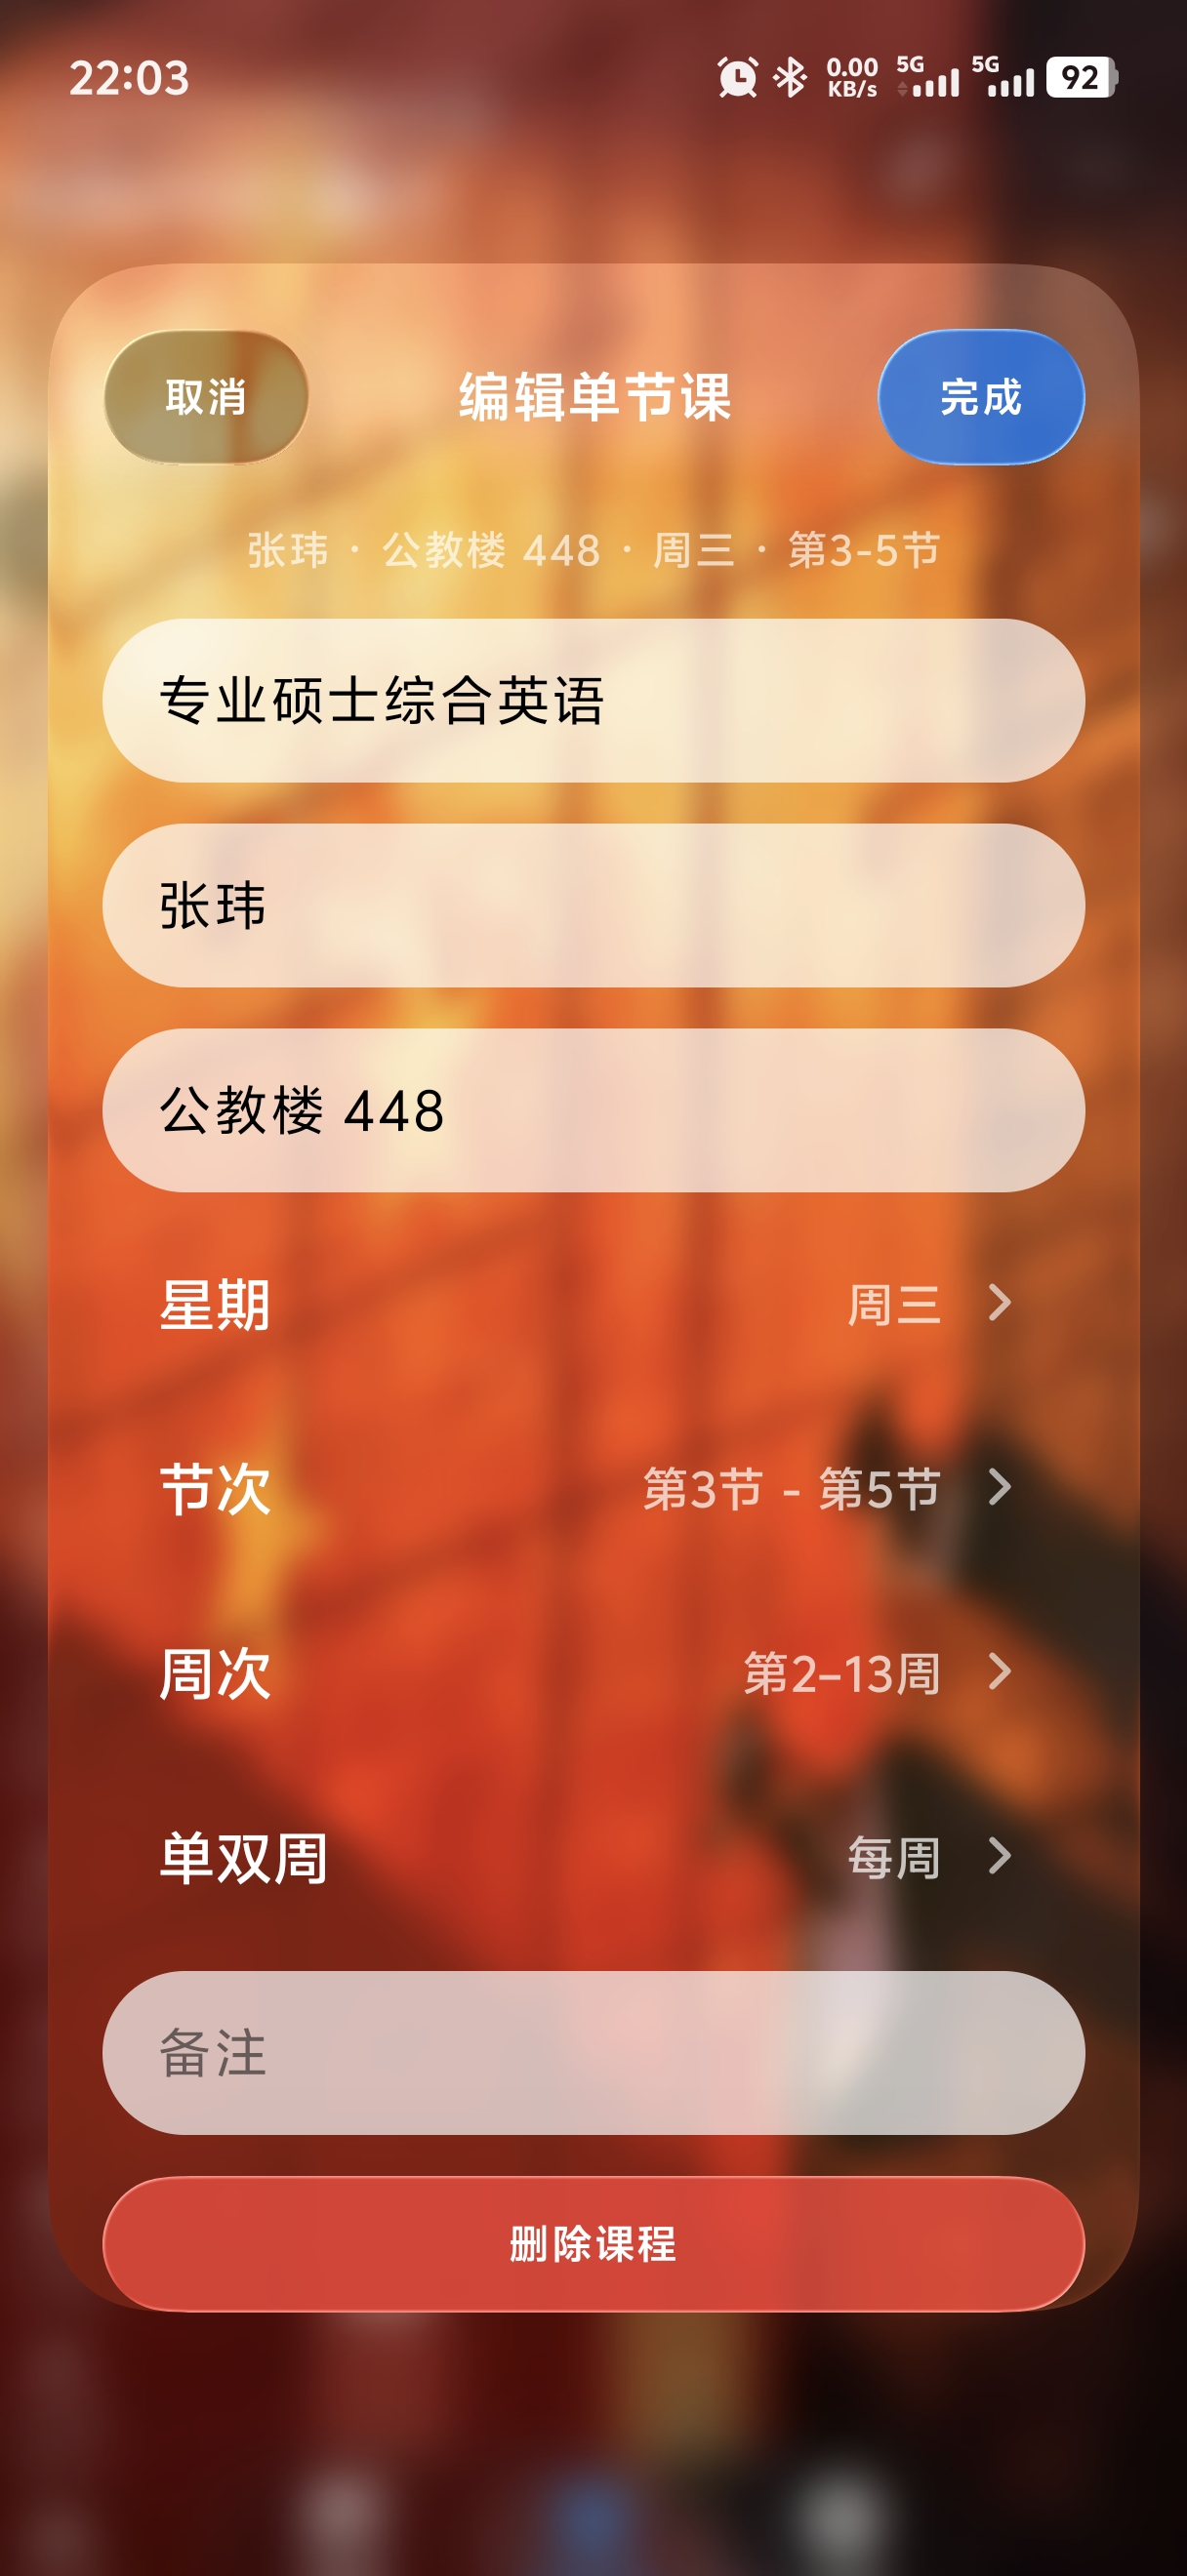 22:03 0.00 KB/s 5G 5G 92
取消 编辑单节课 完成
张玮 · 公教楼 448 · 周三 · 第3-5节
专业硕士综合英语
张玮
公教楼 448
星期 周三
节次 第3节 - 第5节
周次 第2-13周
单双周 每周
备注
删除课程